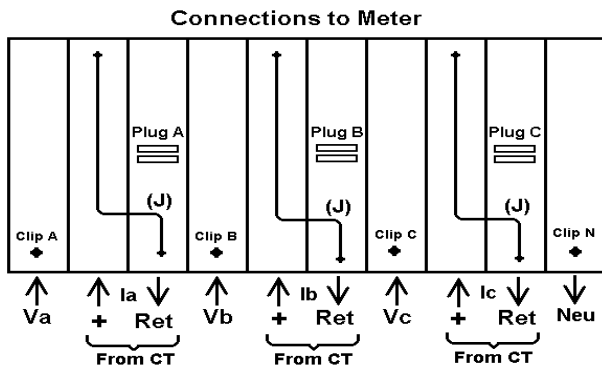 Connections to Meter
Plug A Plug B Plug C
(J) (J) (J)
Clip A Clip B Clip C Clip N
Va + Ia Ret Vb + Ib Ret Vc + Ic Ret Neu
From CT From CT From CT